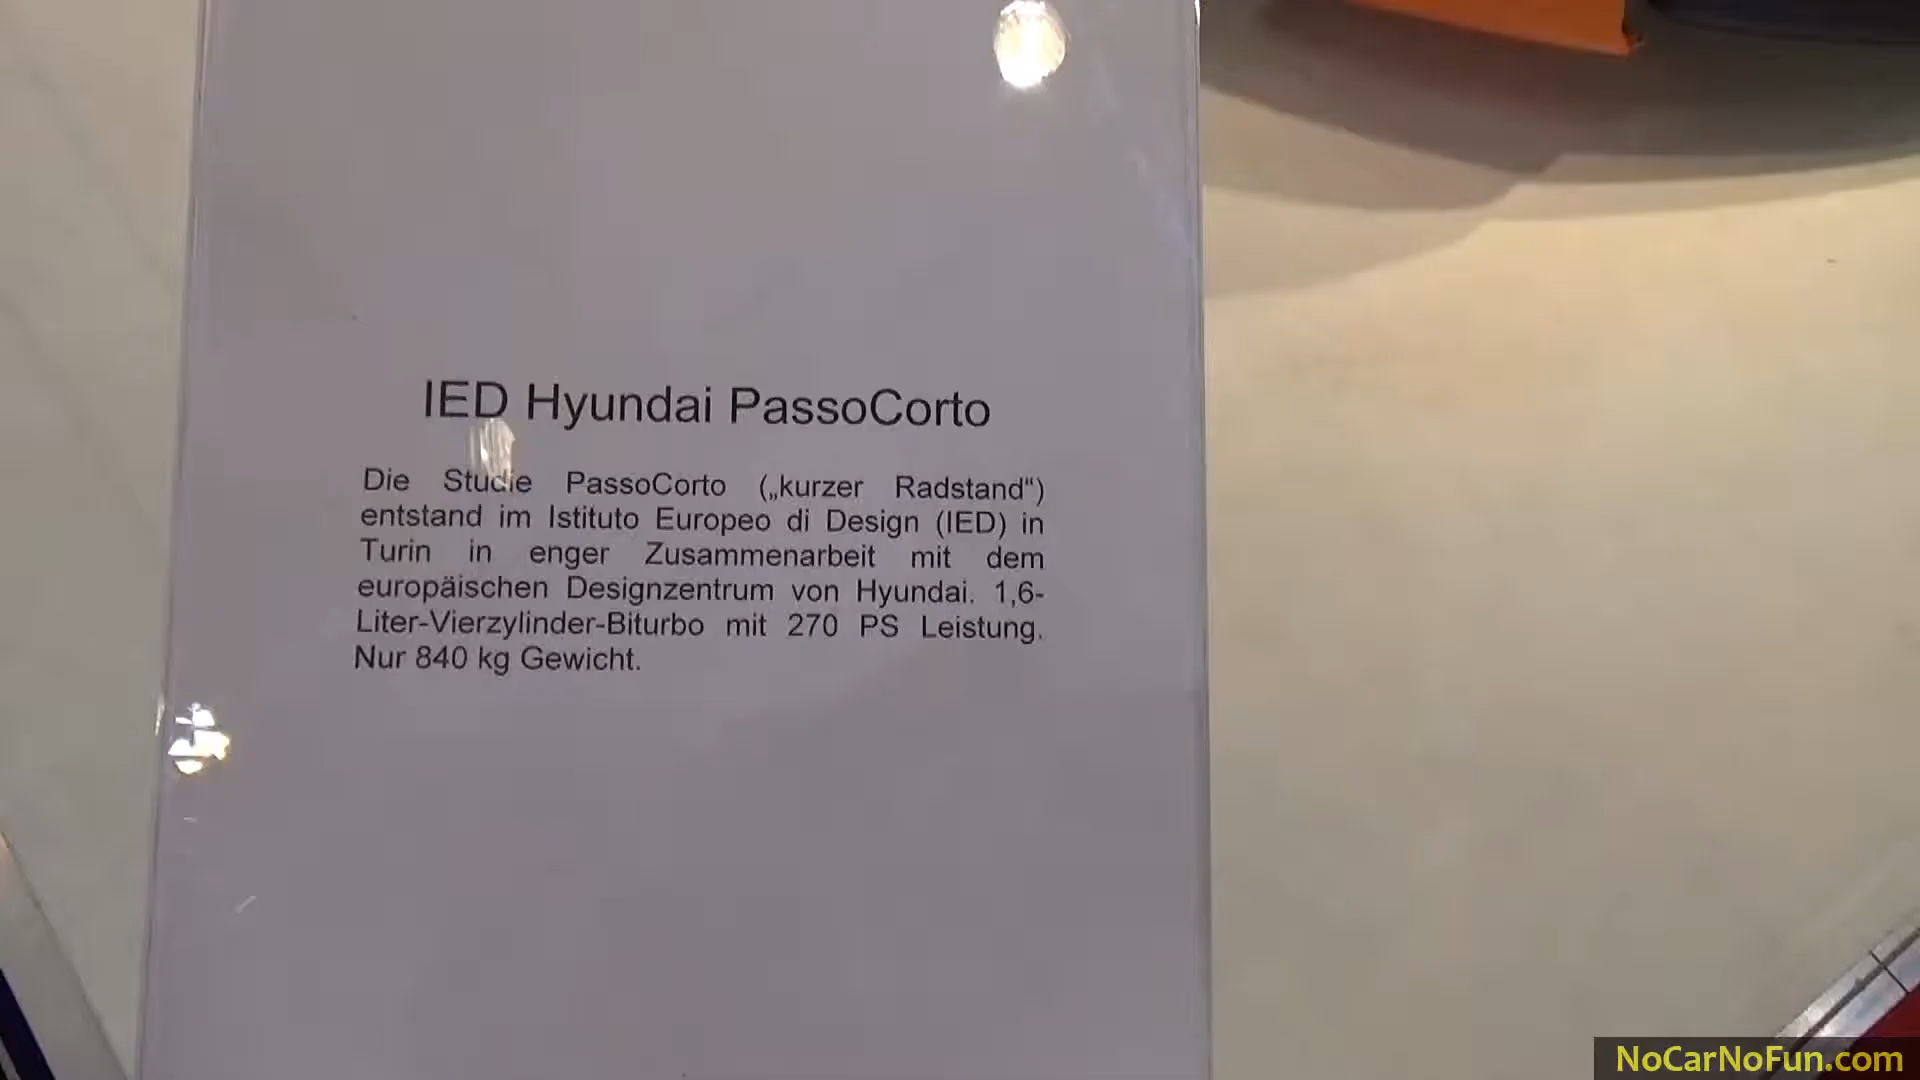 IED Hyundai PassoCorto
Die Studie PassoCorto („kurzer Radstand“)
entstand im Istituto Europeo di Design (IED) in
Turin in enger Zusammenarbeit mit dem
europäischen Designzentrum von Hyundai. 1,6-
Liter-Vierzylinder-Biturbo mit 270 PS Leistung.
Nur 840 kg Gewicht.
NoCarNoFun.com